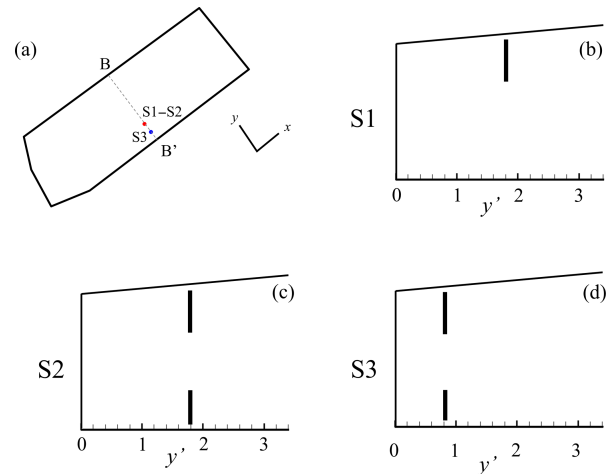 (a)
B
S1–S2
S3
B'
y
x
(b)
S1
0 1 2 3
y'
(c)
S2
0 1 2 3
y'
(d)
S3
0 1 2 3
y'